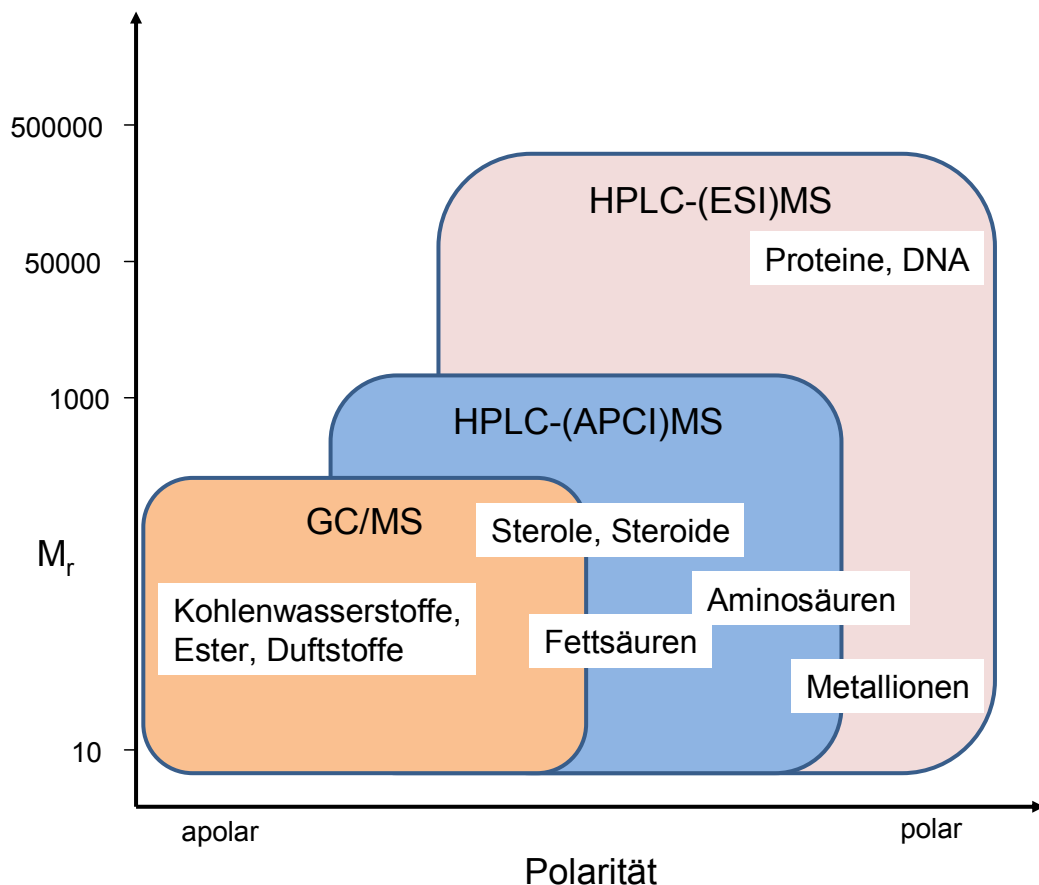 500000
HPLC-(ESI)MS
Proteine, DNA
50000
1000
HPLC-(APCI)MS
GC/MS
Sterole, Steroide
Mr
Aminosäuren
Kohlenwasserstoffe,
Ester, Duftstoffe
Fettsäuren
Metallionen
10
apolar
polar
Polarität